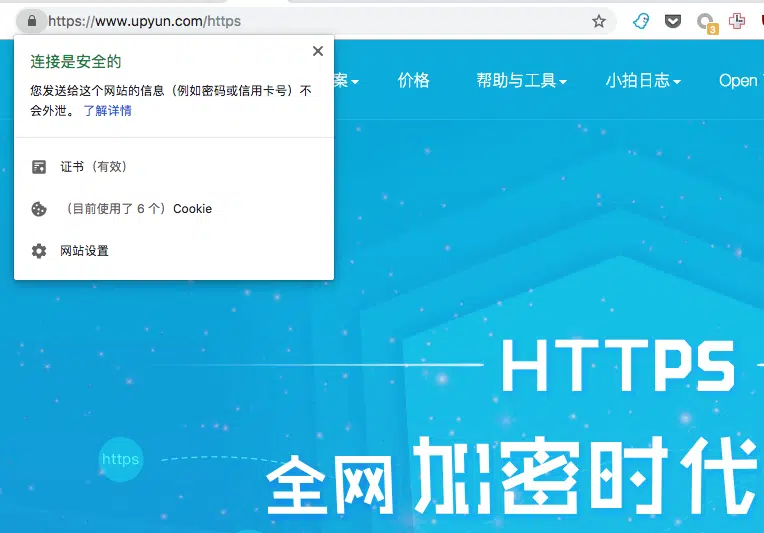 https://www.upyun.com/https
3
连接是安全的
您发送给这个网站的信息（例如密码或信用卡号）不
会外泄。 了解详情
证书（有效）
（目前使用了 6 个）Cookie
网站设置
案 价格 帮助与工具 小拍日志 Open
HTTPS
全网 加密时代
https